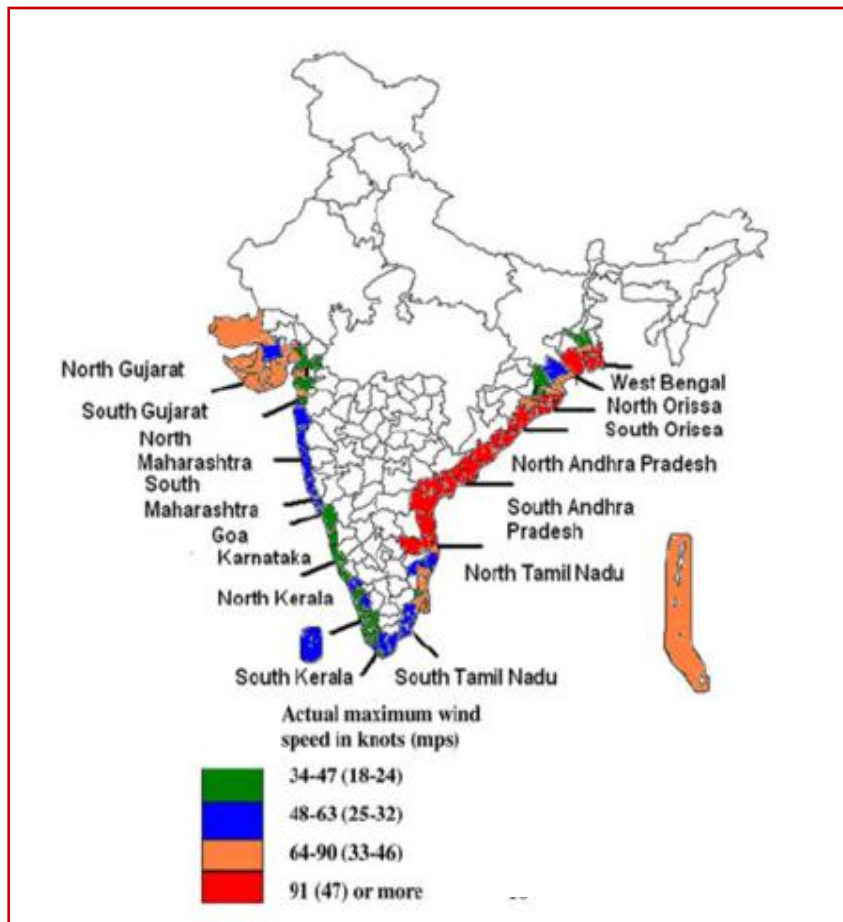 North Gujarat
South Gujarat
North
Maharashtra
South
Maharashtra
Goa
Karnataka
North Kerala
South Kerala
West Bengal
North Orissa
South Orissa
North Andhra Pradesh
South Andhra
Pradesh
North Tamil Nadu
South Tamil Nadu
Actual maximum wind
speed in knots (mps)
34-47 (18-24)
48-63 (25-32)
64-90 (33-46)
91 (47) or more